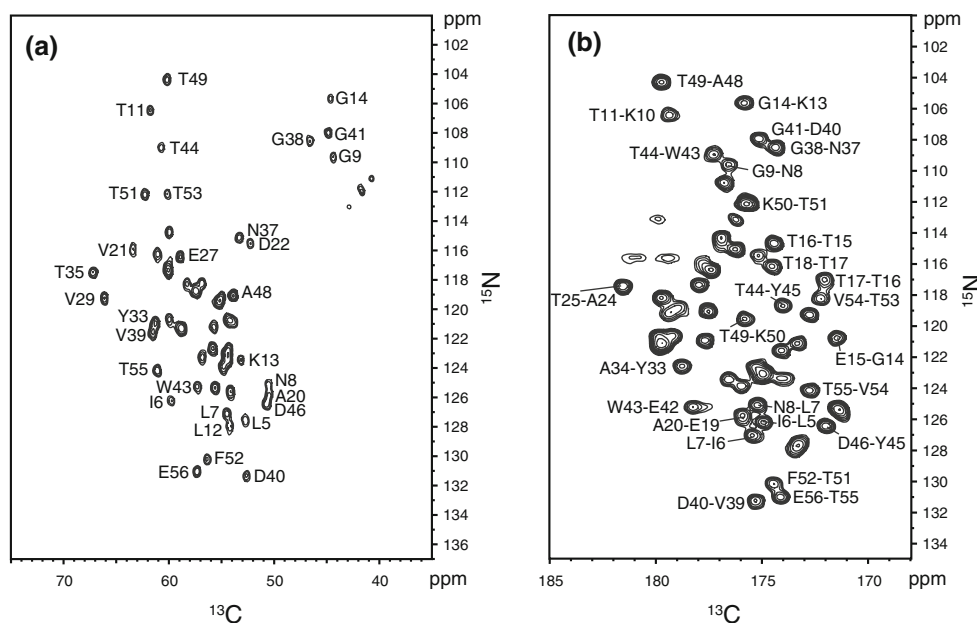 (a)
ppm
102
104
106
108
110
112
114
116
118
120
122
124
126
128
130
132
134
136
ppm
15N
70
60
50
40
13C
T49
G14
T11
G41
G38
T44
G9
T51
T53
N37
V21
E27
D22
T35
A48
V29
Y33
V39
T55
K13
N8
W43
A20
I6
D46
L7
L5
L12
F52
E56
D40
(b)
ppm
102
104
106
108
110
112
114
116
118
120
122
124
126
128
130
132
134
ppm
15N
185
180
175
170
13C
T49-A48
G14-K13
T11-K10
G41-D40
G38-N37
T44-W43
G9-N8
K50-T51
T16-T15
T18-T17
T17-T16
T25-A24
T44-Y45
V54-T53
T49-K50
E15-G14
A34-Y33
T55-V54
W43-E42
N8-L7
A20-E19
I6-L5
L7-I6
D46-Y45
F52-T51
E56-T55
D40-V39